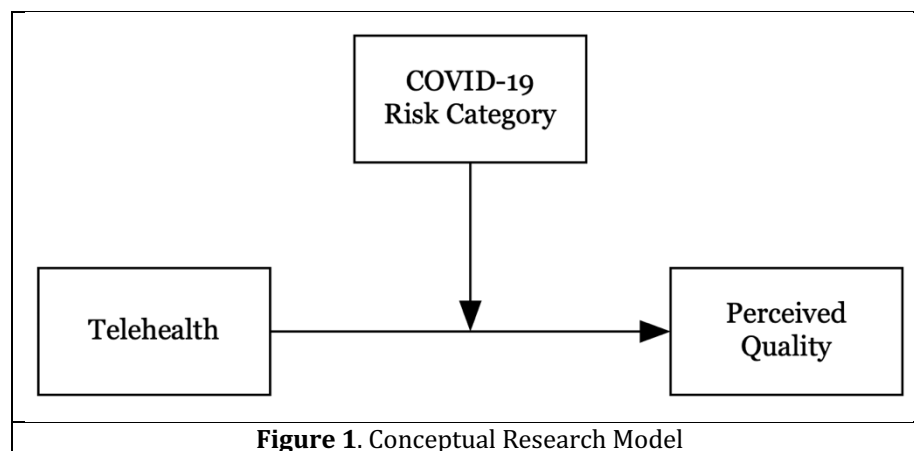 COVID-19
Risk Category
Telehealth
Perceived
Quality
Figure 1. Conceptual Research Model